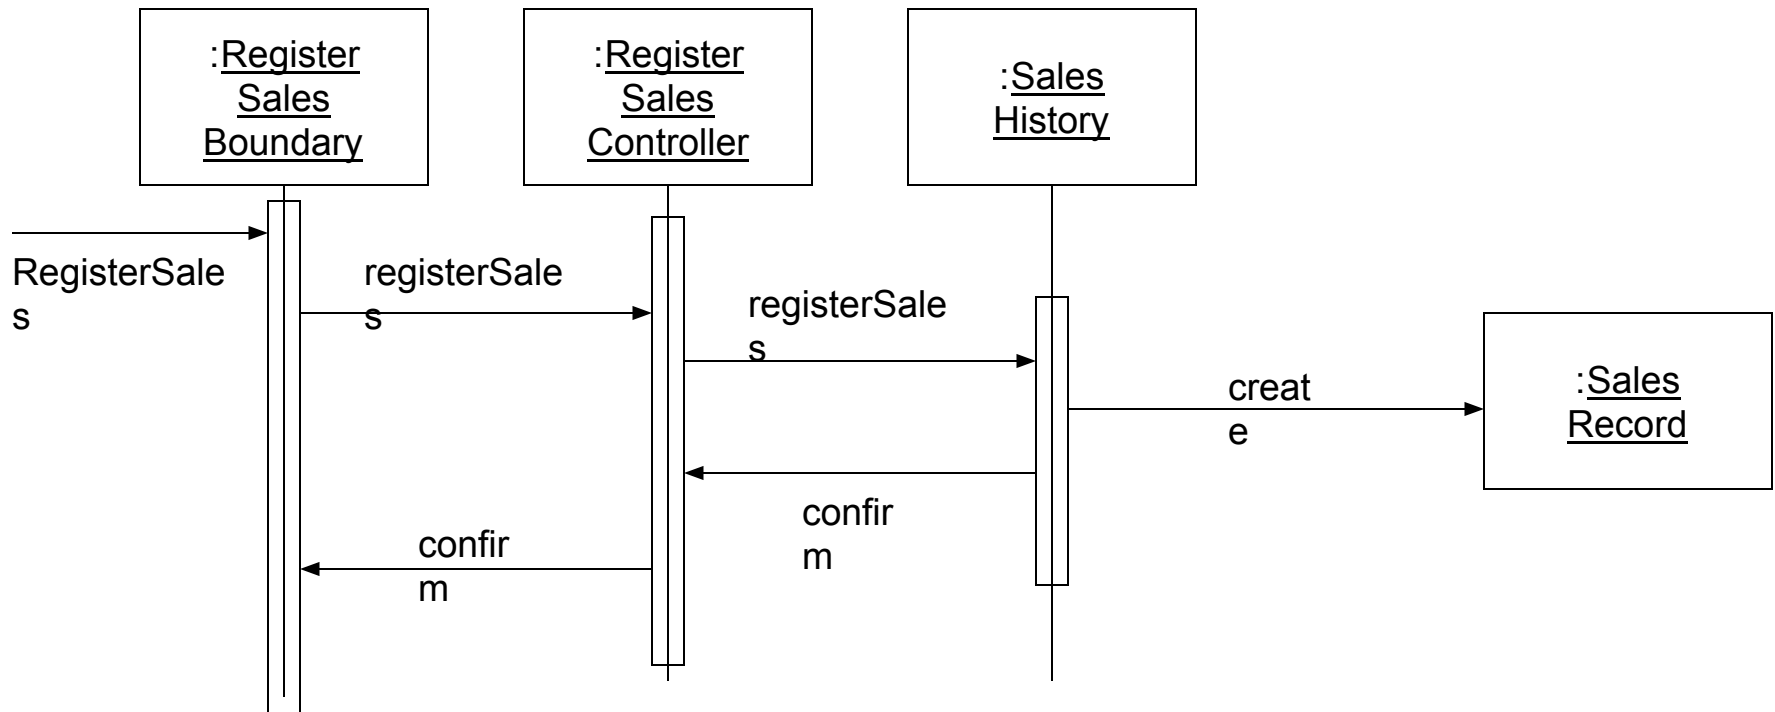 :Register
Sales
Boundary
:Register
Sales
Controller
:Sales
History
RegisterSale
s
registerSale
s
registerSale
s
creat
e
:Sales
Record
confir
m
confir
m